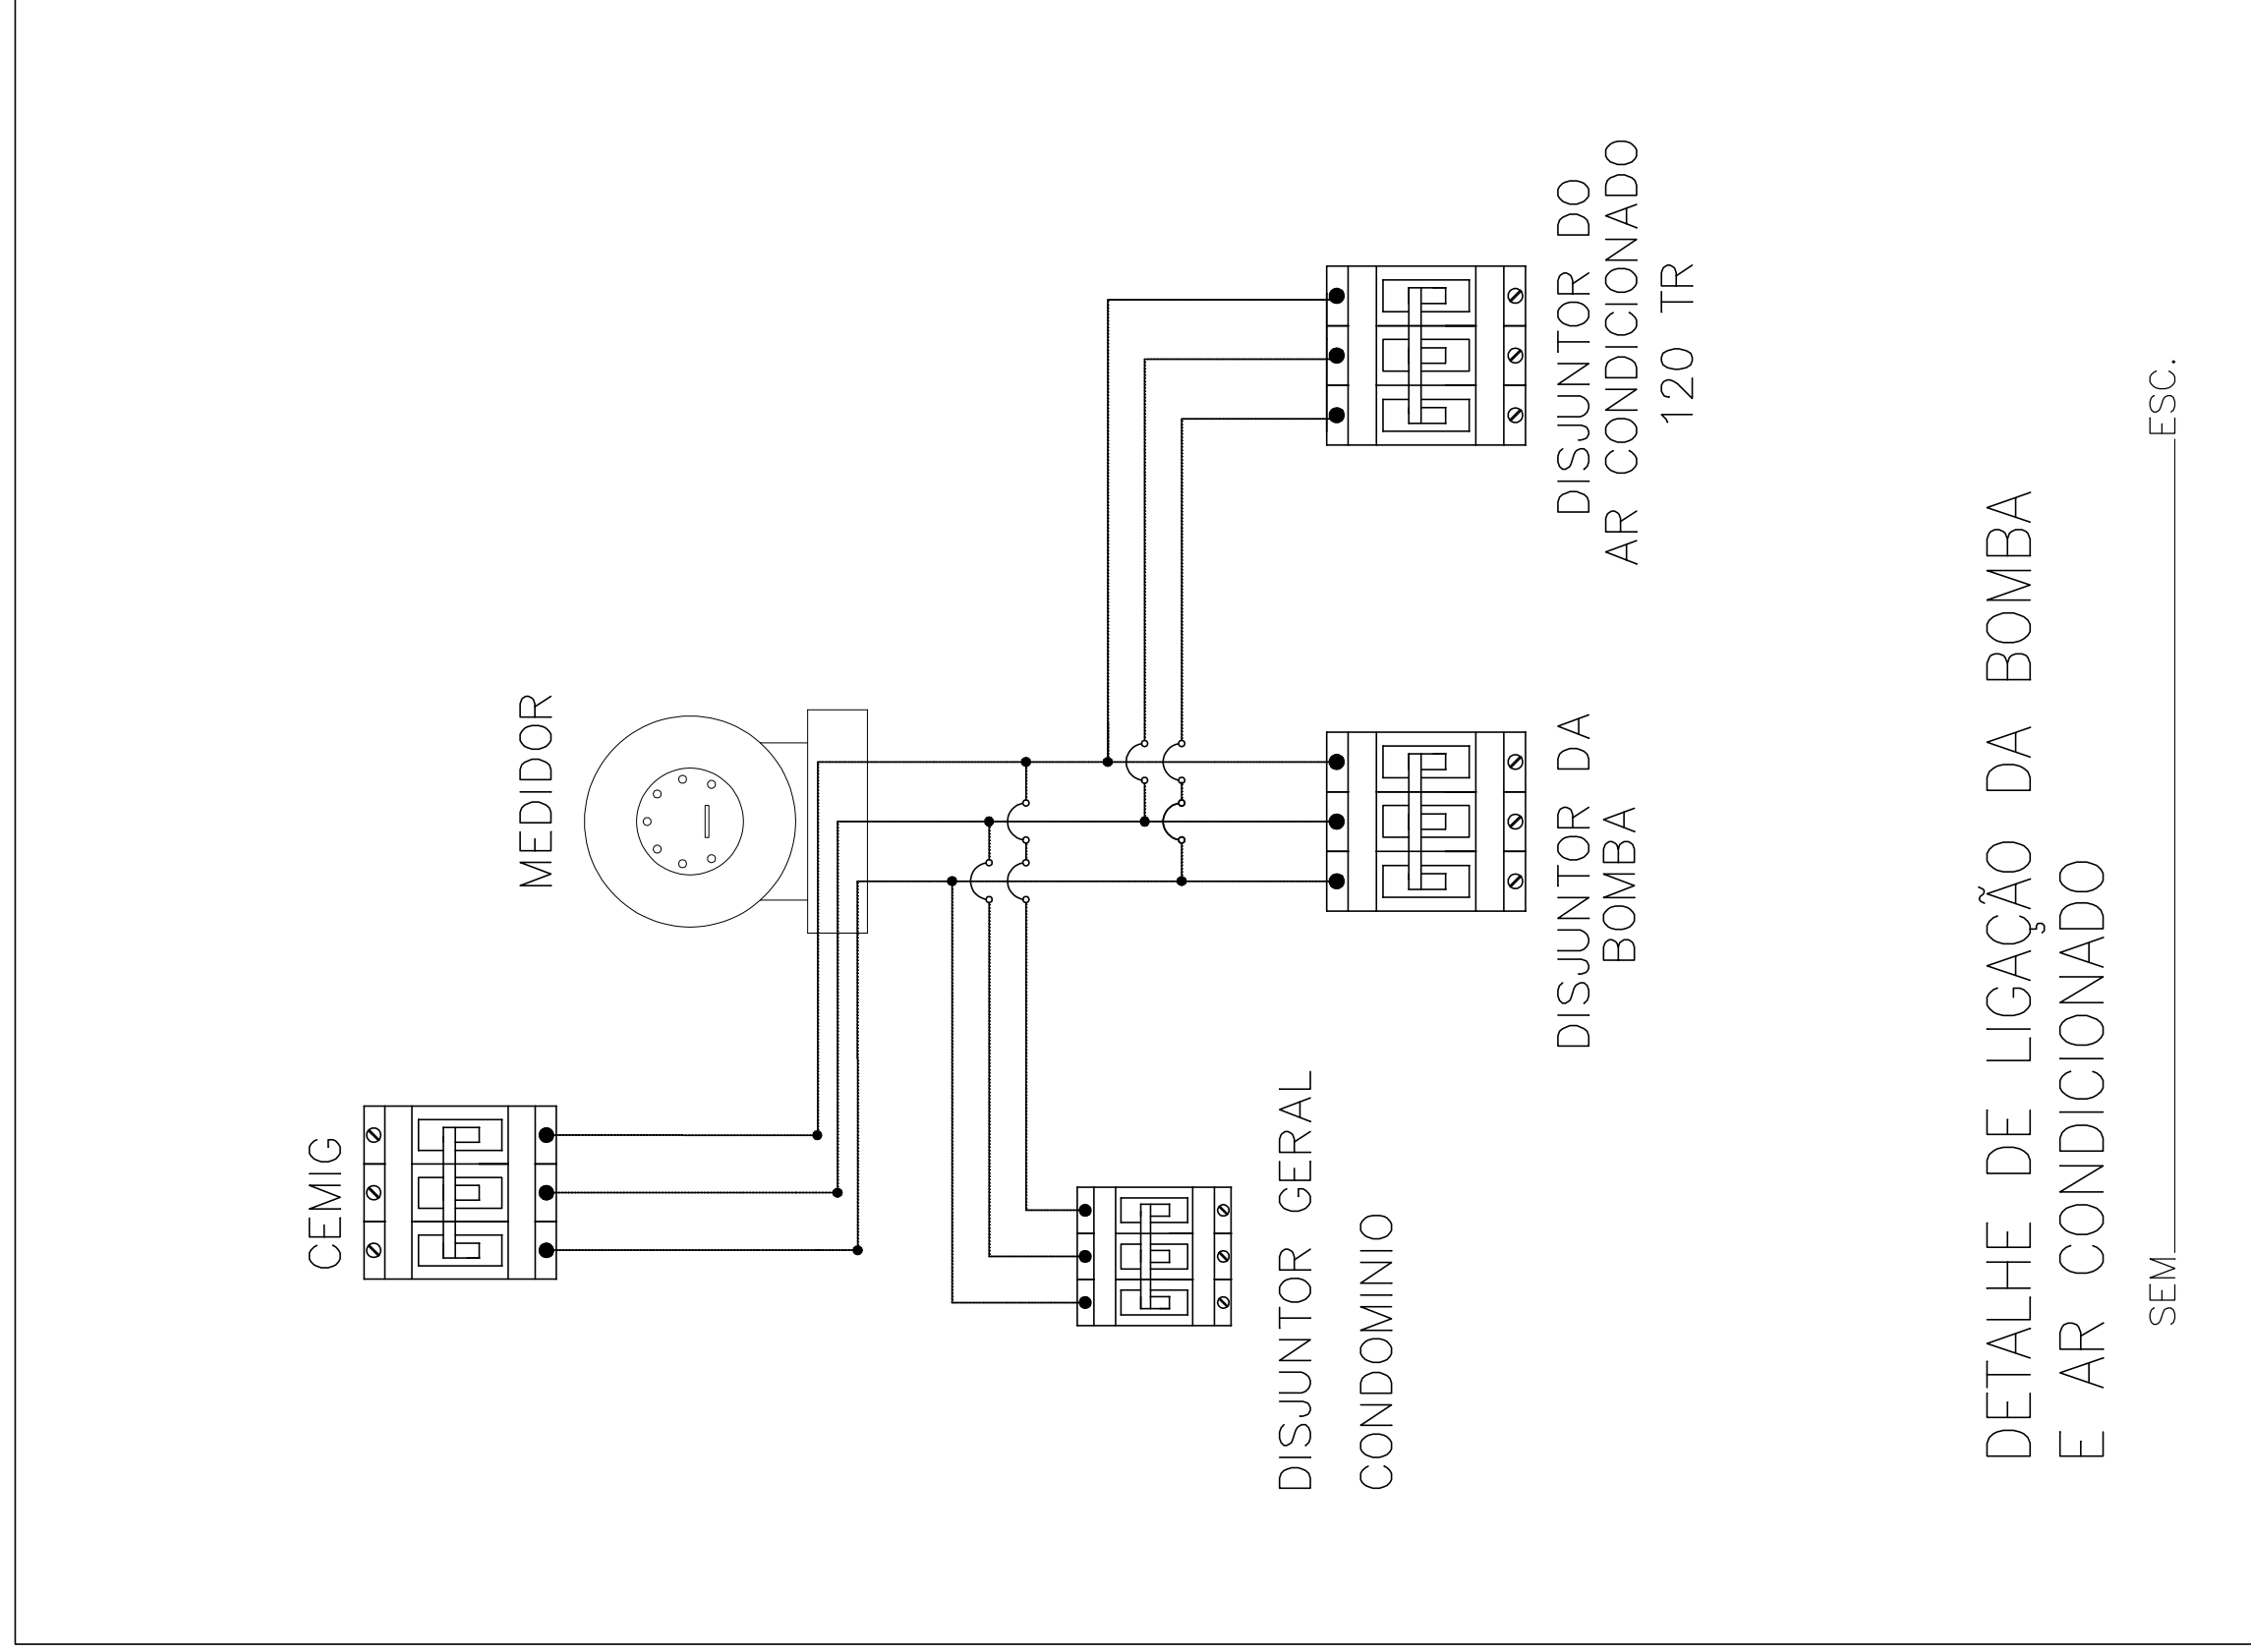 CEMIG
MEDIDOR
DISJUNTOR GERAL
CONDOMINIO
DISJUNTOR DA
BOMBA
DISJUNTOR DO
AR CONDICIONADO
120 TR
DETALHE DE LIGAÇÃO DA BOMBA
E AR CONDICIONADO
SEM ESC.